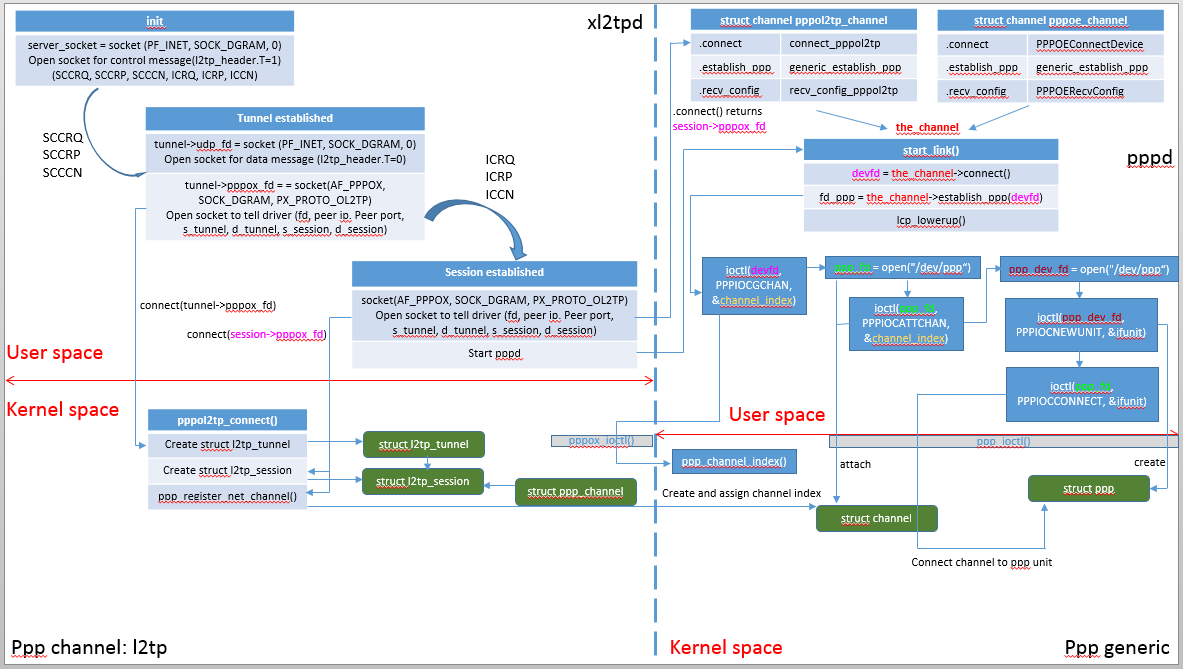 init
server_socket = socket (PF_INET, SOCK_DGRAM, 0)
Open socket for control message(l2tp_header.T=1)
(SCCRQ, SCCRP, SCCCN, ICRQ, ICRP, ICCN)
xl2tpd
SCCRQ
SCCRP
SCCCN
Tunnel established
tunnel->udp_fd = socket (PF_INET, SOCK_DGRAM, 0)
Open socket for data message (l2tp_header.T=0)
tunnel->pppox_fd = = socket(AF_PPPOX,
SOCK_DGRAM, PX_PROTO_OL2TP)
Open socket to tell driver (fd, peer ip. Peer port,
s_tunnel, d_tunnel, s_session, d_session)
ICRQ
ICRP
ICCN
Session established
socket(AF_PPPOX, SOCK_DGRAM, PX_PROTO_OL2TP)
Open socket to tell driver (fd, peer ip. Peer port,
s_tunnel, d_tunnel, s_session, d_session)
Start pppd
connect(tunnel->pppox_fd)
connect(session->pppox_fd)
User space
Kernel space
pppol2tp_connect()
Create struct l2tp_tunnel
Create struct l2tp_session
ppp_register_net_channel()
struct l2tp_tunnel
struct l2tp_session
struct ppp_channel
pppox_ioctl()
Ppp channel: l2tp
struct channel pppol2tp_channel
.connect
connect_pppol2tp
.establish_ppp
generic_establish_ppp
.recv_config
recv_config_pppol2tp
struct channel pppoe_channel
.connect
PPPOEConnectDevice
.establish_ppp
generic_establish_ppp
.recv_config
PPPOERecvConfig
.connect() returns
session->pppox_fd
the_channel
pppd
start_link()
devfd = the_channel->connect()
fd_ppp = the_channel->establish_ppp(devfd)
lcp_lowerup()
ioctl(devfd,
PPPIOCGCHAN,
&channel_index)
= open("/dev/ppp“)
ioctl(
PPPIOCATTCHAN,
&channel_index)
ppp_dev_fd = open("/dev/ppp“)
ioctl(ppp_dev_fd,
PPPIOCNEWUNIT, &ifunit)
ioctl(
PPPIOCCONNECT, &ifunit)
User space
ppp_ioctl()
ppp_channel_index()
attach
create
Create and assign channel index
struct channel
struct ppp
Connect channel to ppp unit
Kernel space
Ppp generic